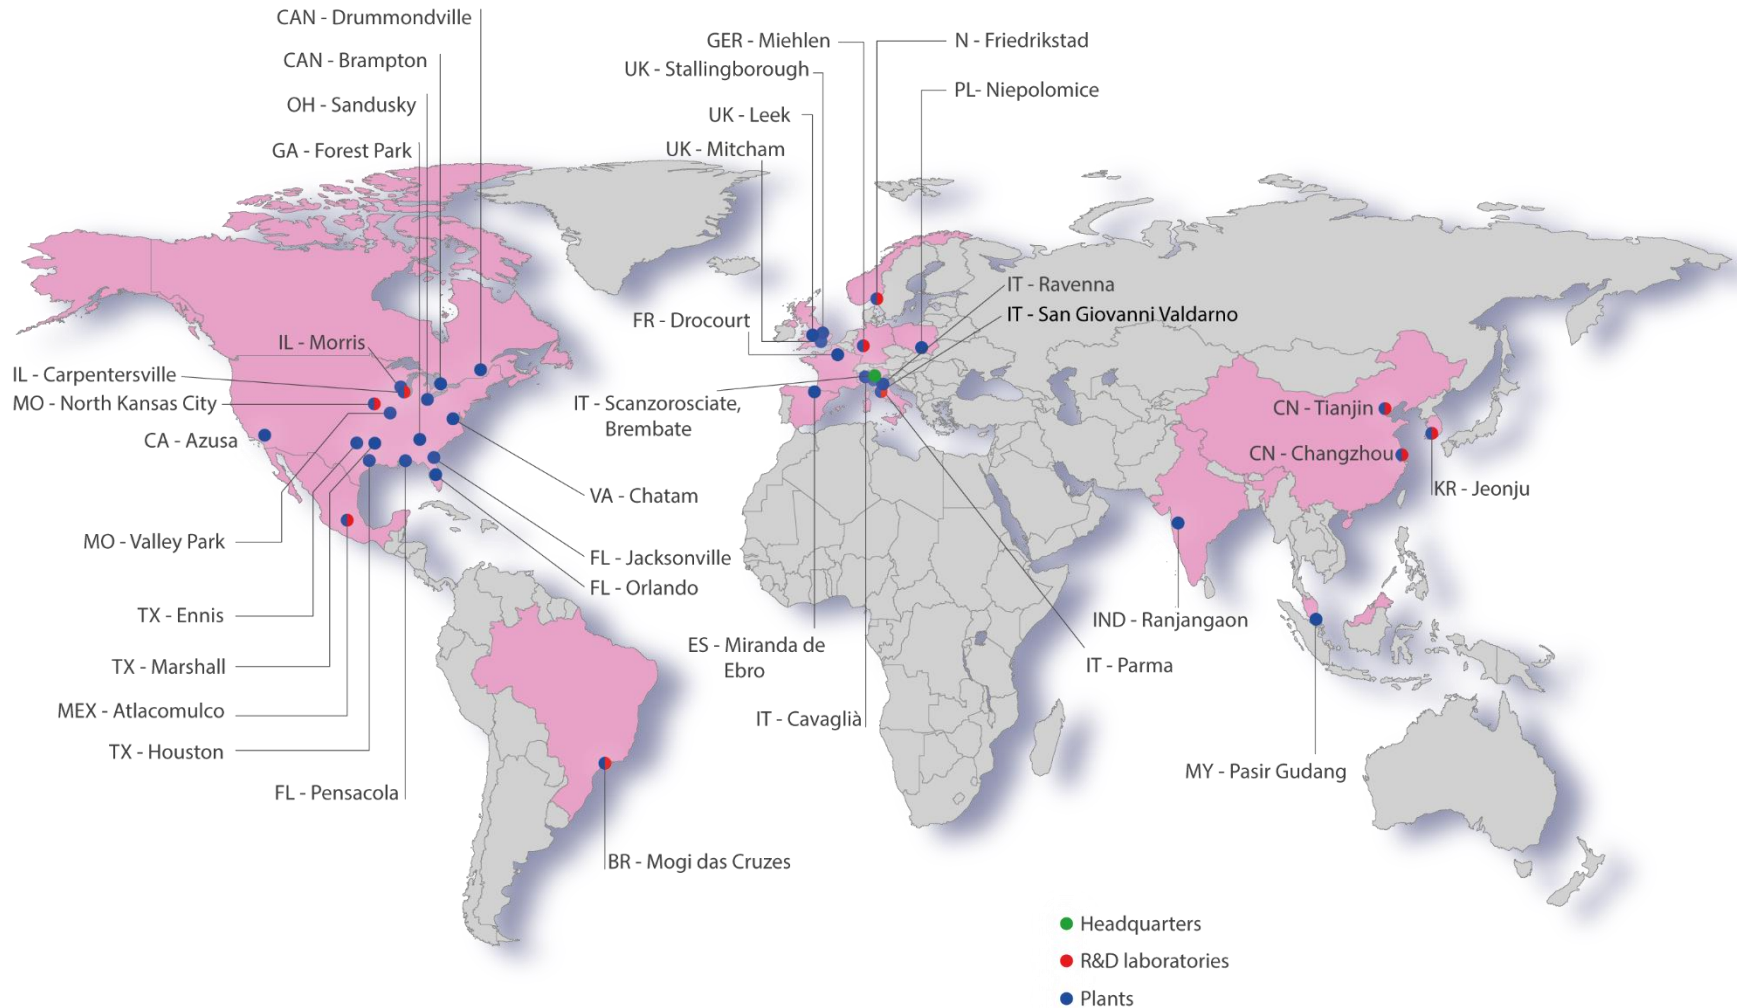 CAN - Drummondville
CAN - Brampton
OH - Sandusky
GA - Forest Park
GER - Miehlen
UK - Stallingborough
UK - Leek
UK - Mitcham
N - Friedrikstad
PL- Niepolomice
IL - Morris
IL - Carpentersville
MO - North Kansas City
CA - Azusa
FR - Drocourt
IT - Ravenna
IT - San Giovanni Valdarno
IT - Scanzorosciate,
Brembate
CN - Tianjin
CN - Changzhou
KR - Jeonju
VA - Chatam
MO - Valley Park
FL - Jacksonville
FL - Orlando
TX - Ennis
TX - Marshall
MEX - Atlacomulco
TX - Houston
FL - Pensacola
ES - Miranda de
Ebro
IT - Cavaglià
IT - Parma
IND - Ranjangaon
MY - Pasir Gudang
BR - Mogi das Cruzes
Headquarters
R&D laboratories
Plants